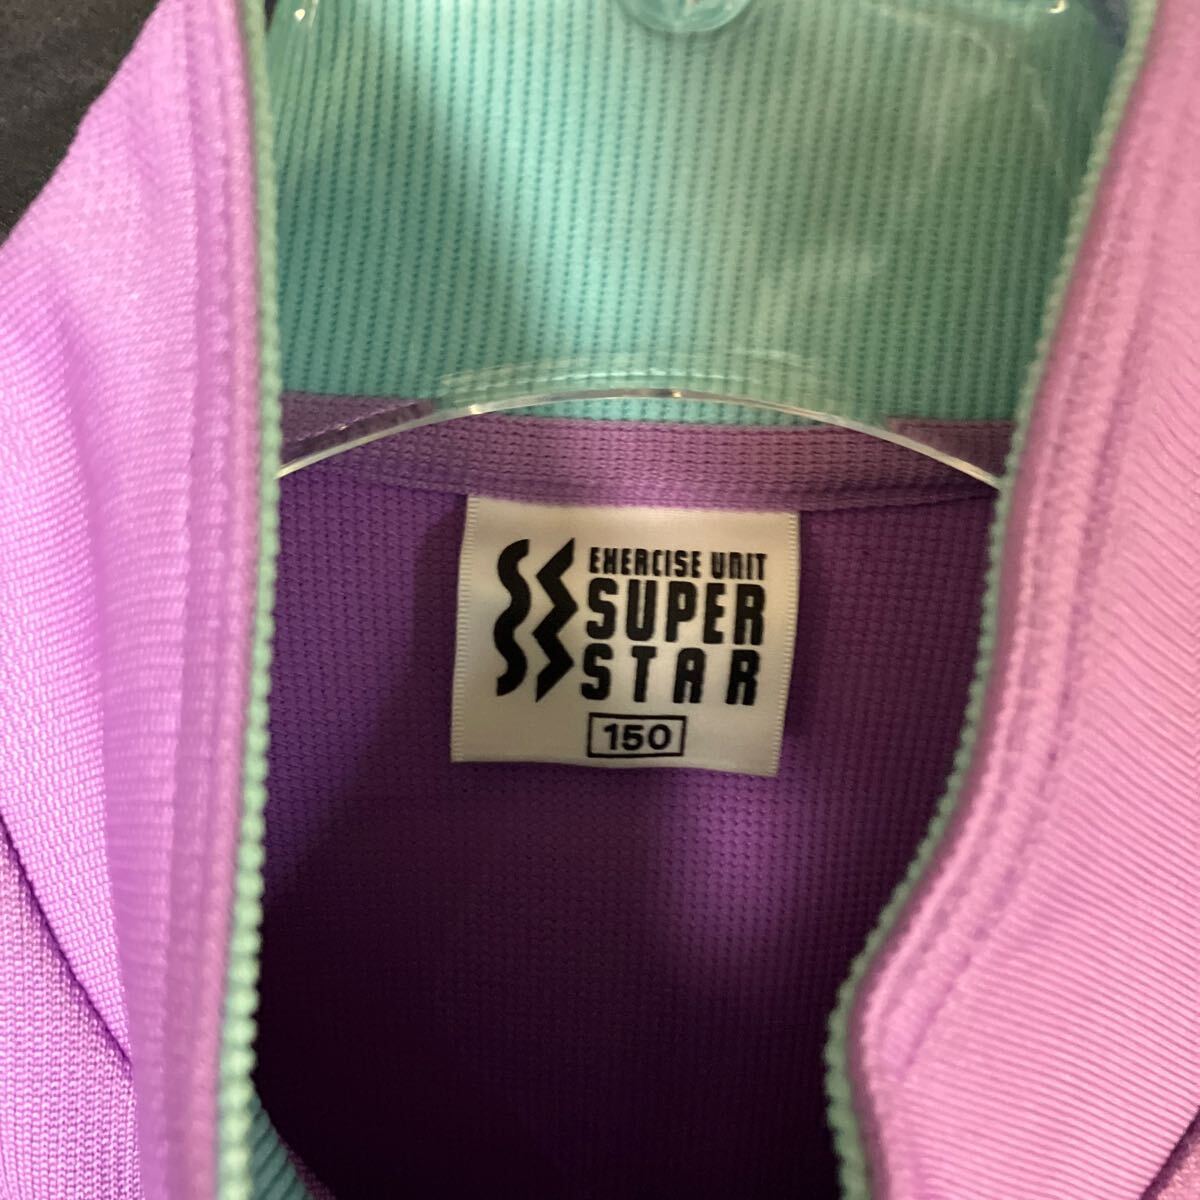 EXERCISE UNIT
SUPER
STAR
150